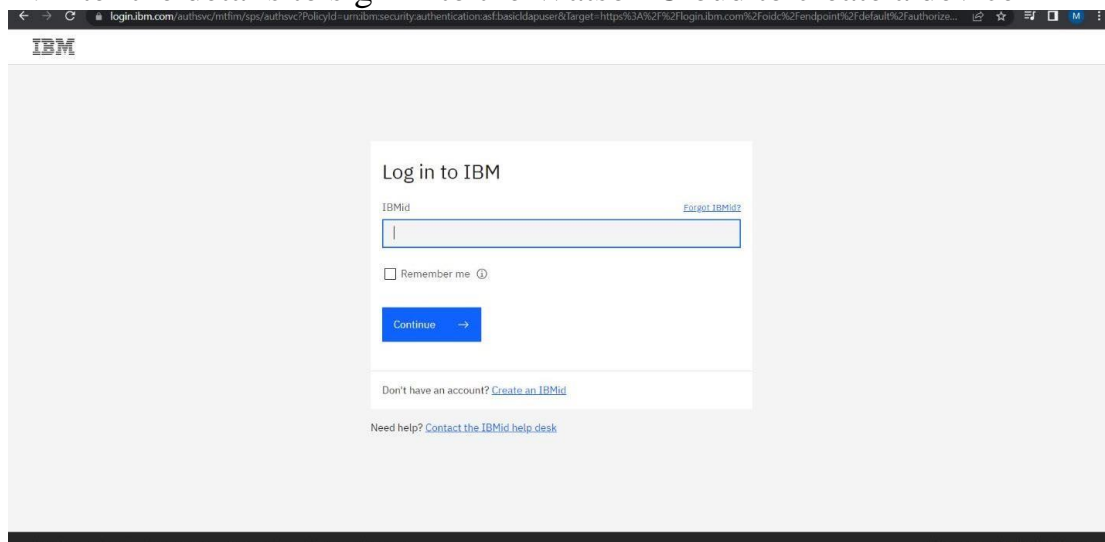 login.ibm.com/authsvc/mtfim/sps/authsvc?PolicyId=urn:ibm:security:authentication:asf:basicldapuser&Target=https%3A%2F%2Flogin.ibm.com%2Foidc%2Fendpoint%2Fdefault%2Fauthorize...
M
IBM
Log in to IBM
IBMid
Forgot IBMid?
Remember me
Continue →
Don't have an account? Create an IBMid
Need help? Contact the IBMid help desk